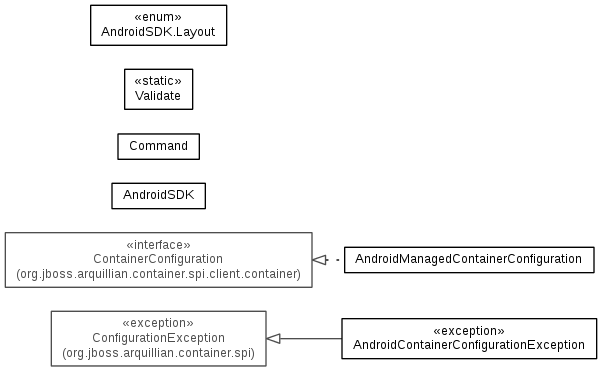 «enum»
AndroidSDK.Layout
«static»
Validate
Command
AndroidSDK
«interface»
ContainerConfiguration
(org.jboss.arquillian.container.spi.client.container)
AndroidManagedContainerConfiguration
«exception»
ConfigurationException
(org.jboss.arquillian.container.spi)
«exception»
AndroidContainerConfigurationException